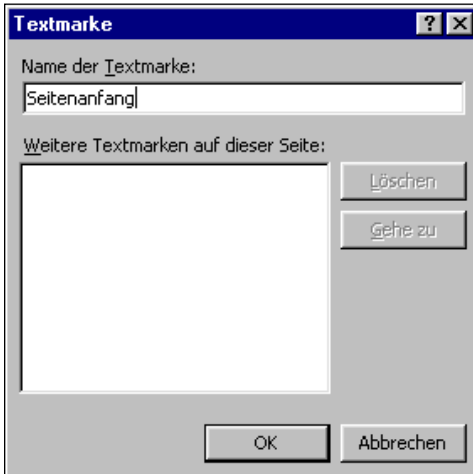 Textmarke
Name der Textmarke:
Seitenanfang
Weitere Textmarken auf dieser Seite:
Löschen
Gehe zu
OK
Abbrechen